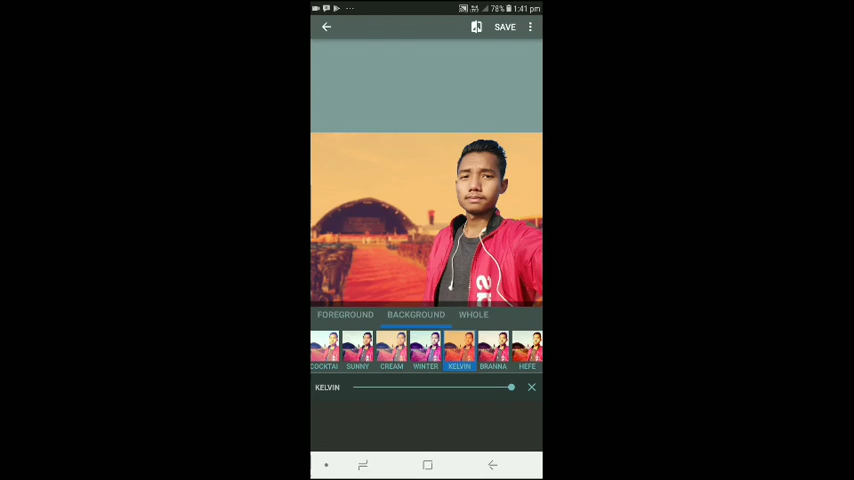 78% 1:41 pm
SAVE
FOREGROUND BACKGROUND WHOLE
COCKTAI SUNNY CREAM WINTER KELVIN BRANNA HEFE
KELVIN